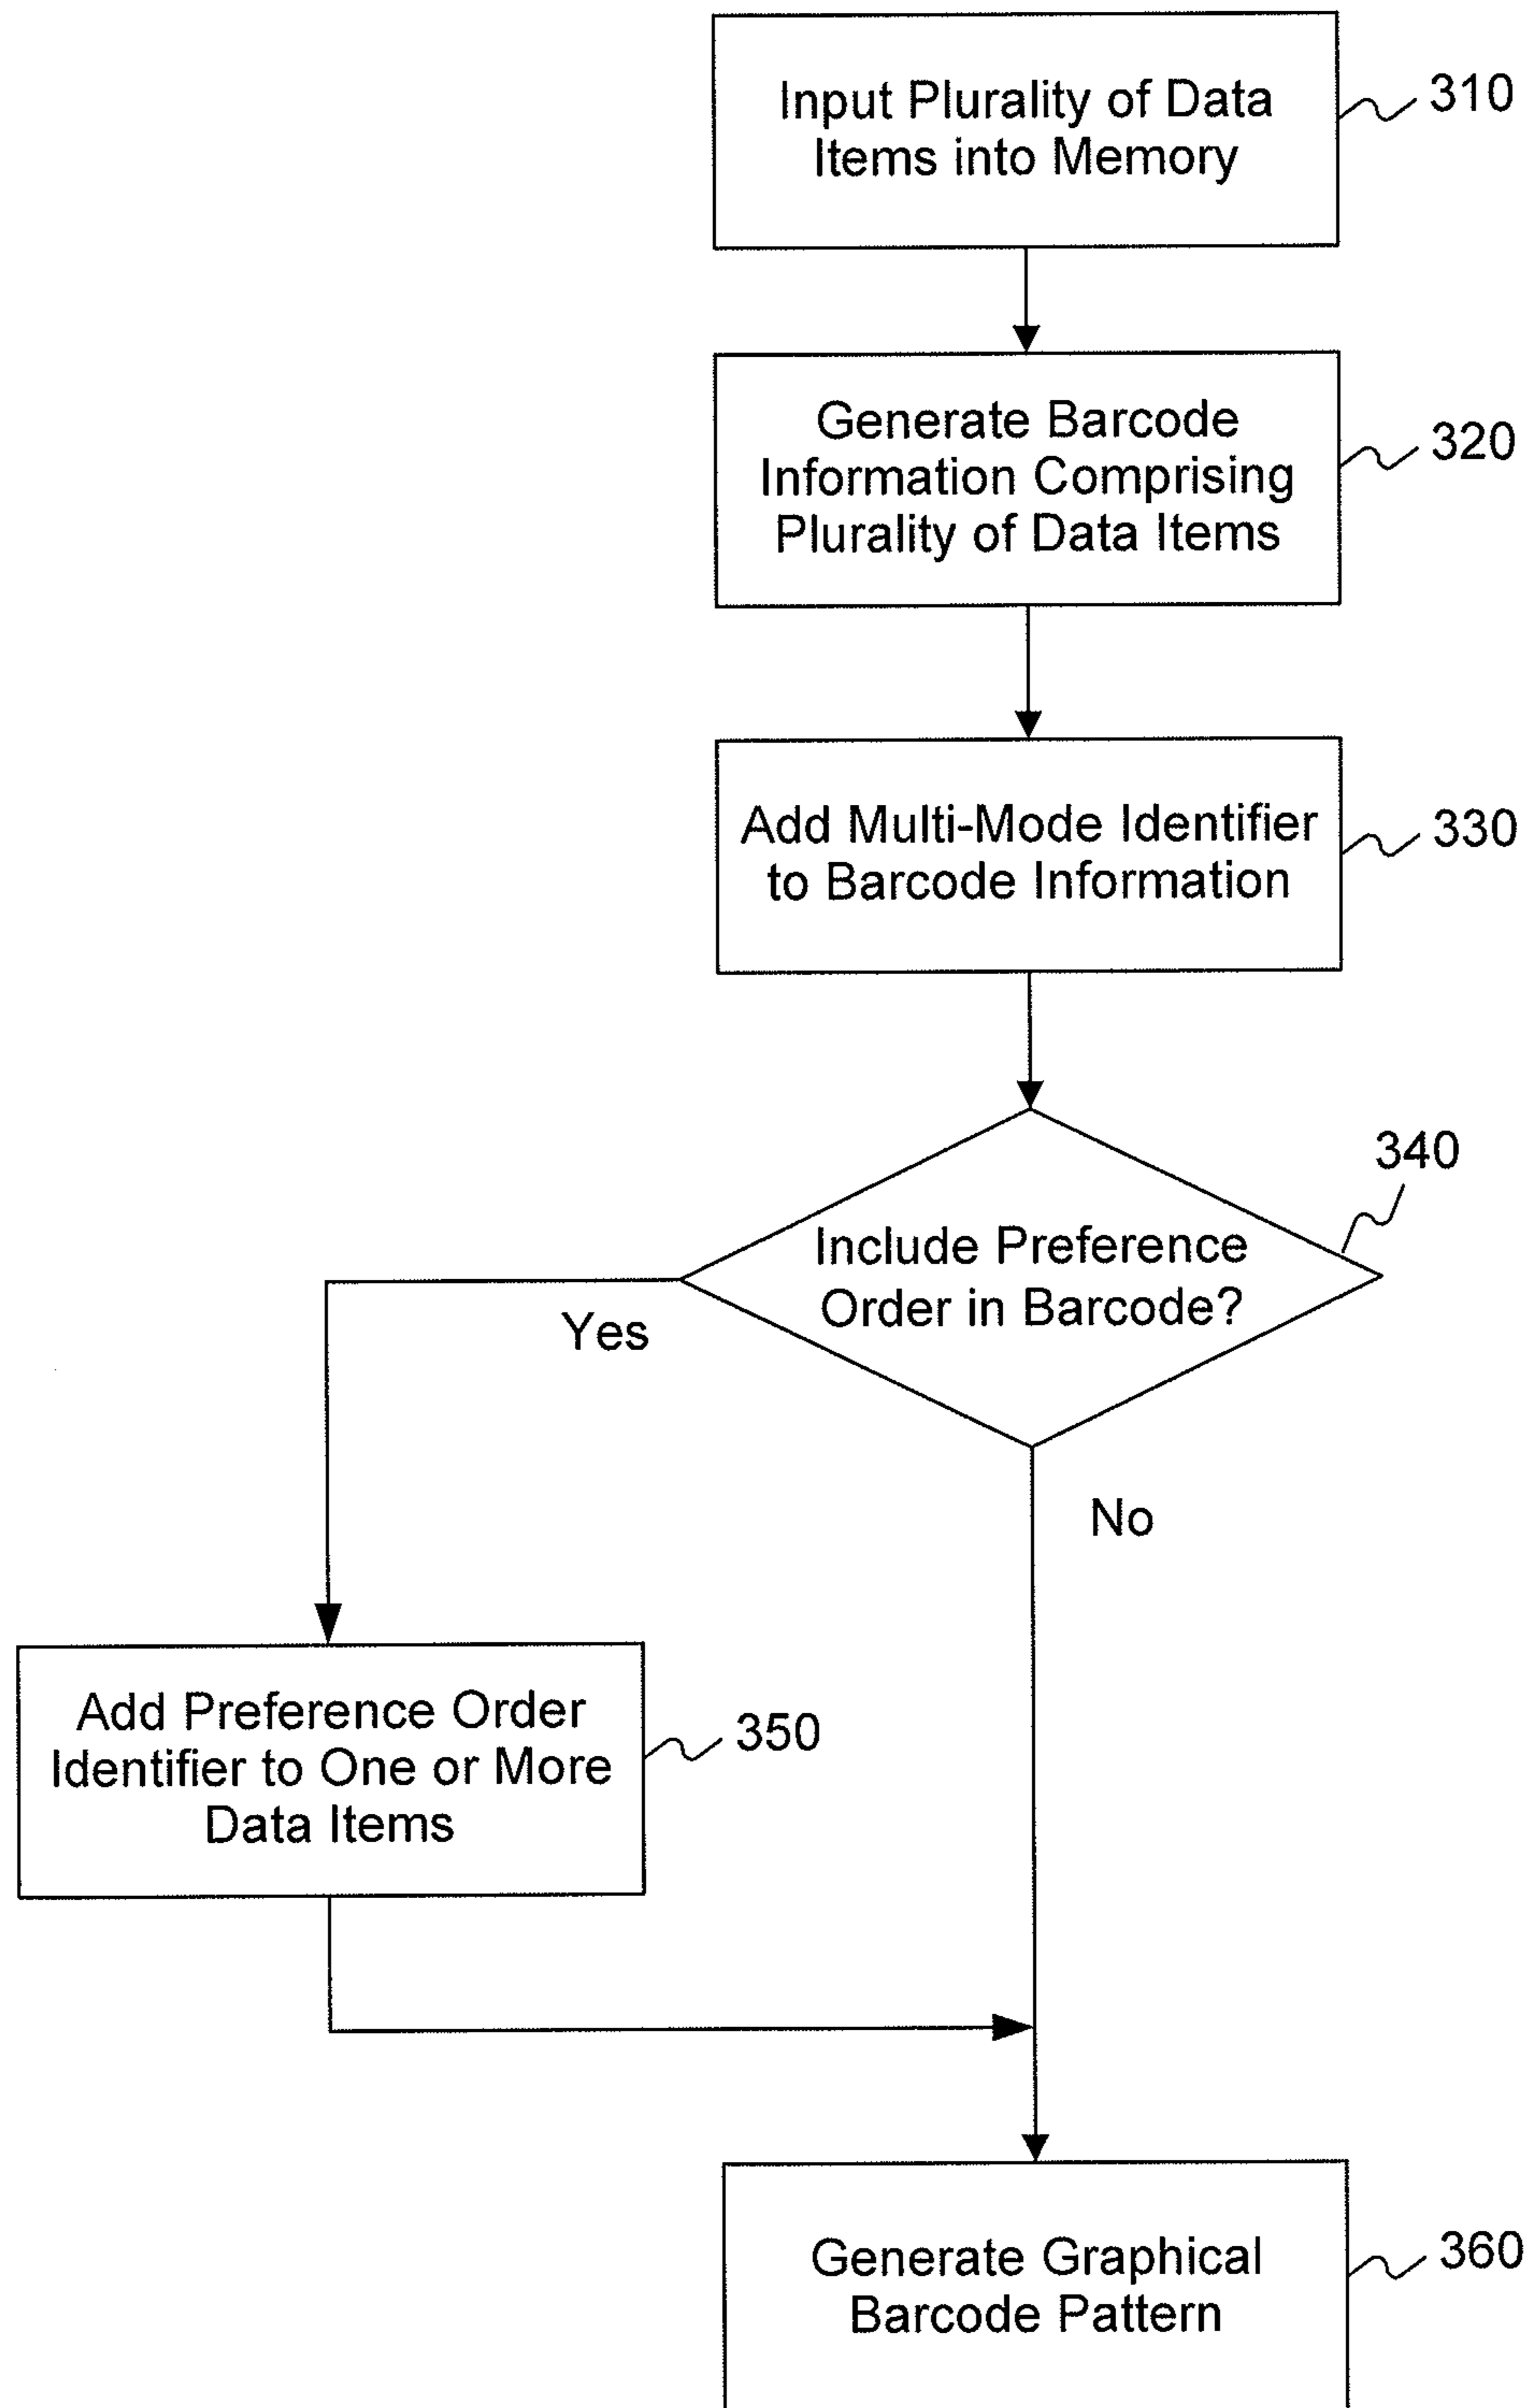 Input Plurality of Data
Items into Memory
310
Generate Barcode
Information Comprising
Plurality of Data Items
320
Add Multi-Mode Identifier
to Barcode Information
330
340
Include Preference
Order in Barcode?
Yes
No
Add Preference Order
Identifier to One or More
Data Items
350
Generate Graphical
Barcode Pattern
360